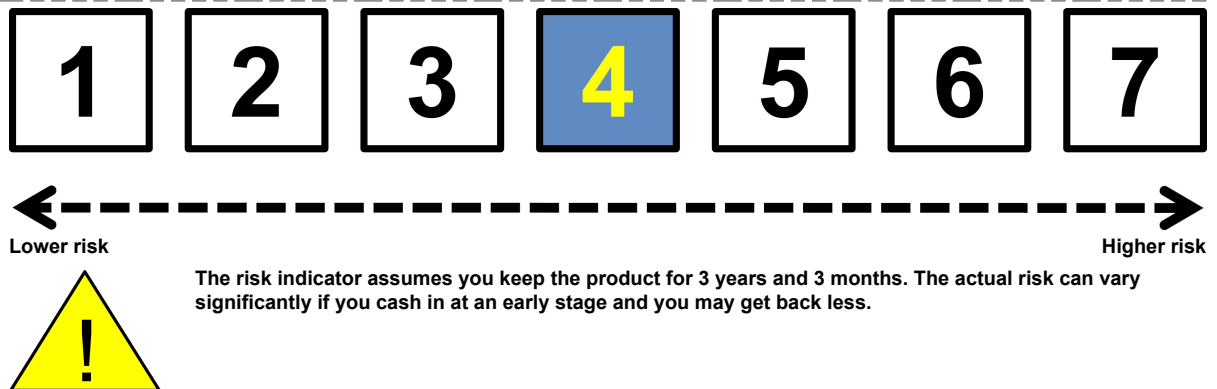 1 2 3 4 5 6 7
Lower risk Higher risk
The risk indicator assumes you keep the product for 3 years and 3 months. The actual risk can vary
significantly if you cash in at an early stage and you may get back less.
!